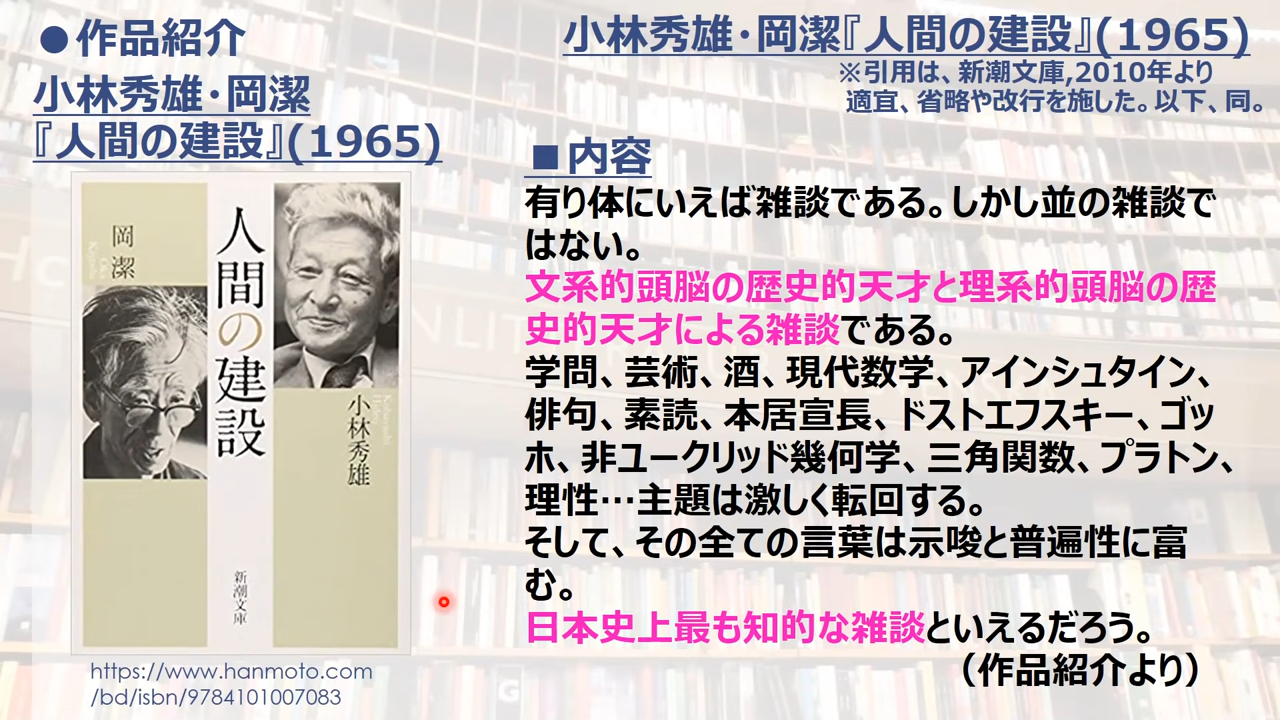 ●作品紹介
小林秀雄・岡潔
『人間の建設』(1965)
岡潔
人間の建設
小林秀雄
新潮文庫
https://www.hanmoto.com
/bd/isbn/9784101007083
小林秀雄・岡潔『人間の建設』(1965)
※引用は、新潮文庫,2010年より
適宜、省略や改行を施した。以下、同。
■内容
有り体にいえば雑談である。しかし並の雑談で
はない。
文系的頭脳の歴史的天才と理系的頭脳の歴
史的天才による雑談である。
学問、芸術、酒、現代数学、アインシュタイン、
俳句、素読、本居宣長、ドストエフスキー、ゴッ
ホ、非ユークリッド幾何学、三角関数、プラトン、
理性…主題は激しく転回する。
そして、その全ての言葉は示唆と普遍性に富
む。
日本史上最も知的な雑談といえるだろう。
（作品紹介より）